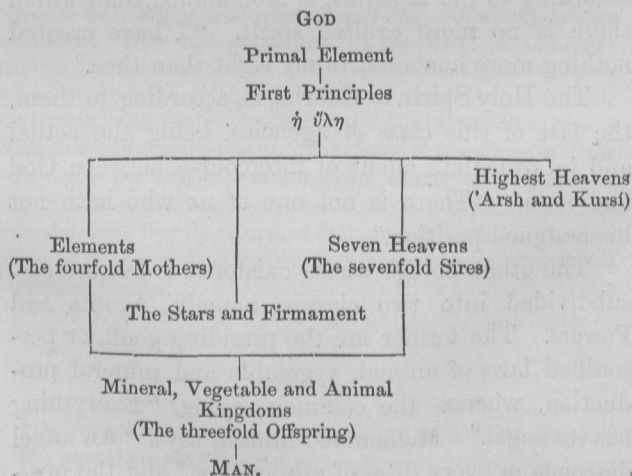 GOD
Primal Element
First Principles
ἡ ὕλη
Highest Heavens
('Arsh and Kursí)
Elements
(The fourfold Mothers)
Seven Heavens
(The sevenfold Sires)
The Stars and Firmament
Mineral, Vegetable and Animal
Kingdoms
(The threefold Offspring)
MAN.